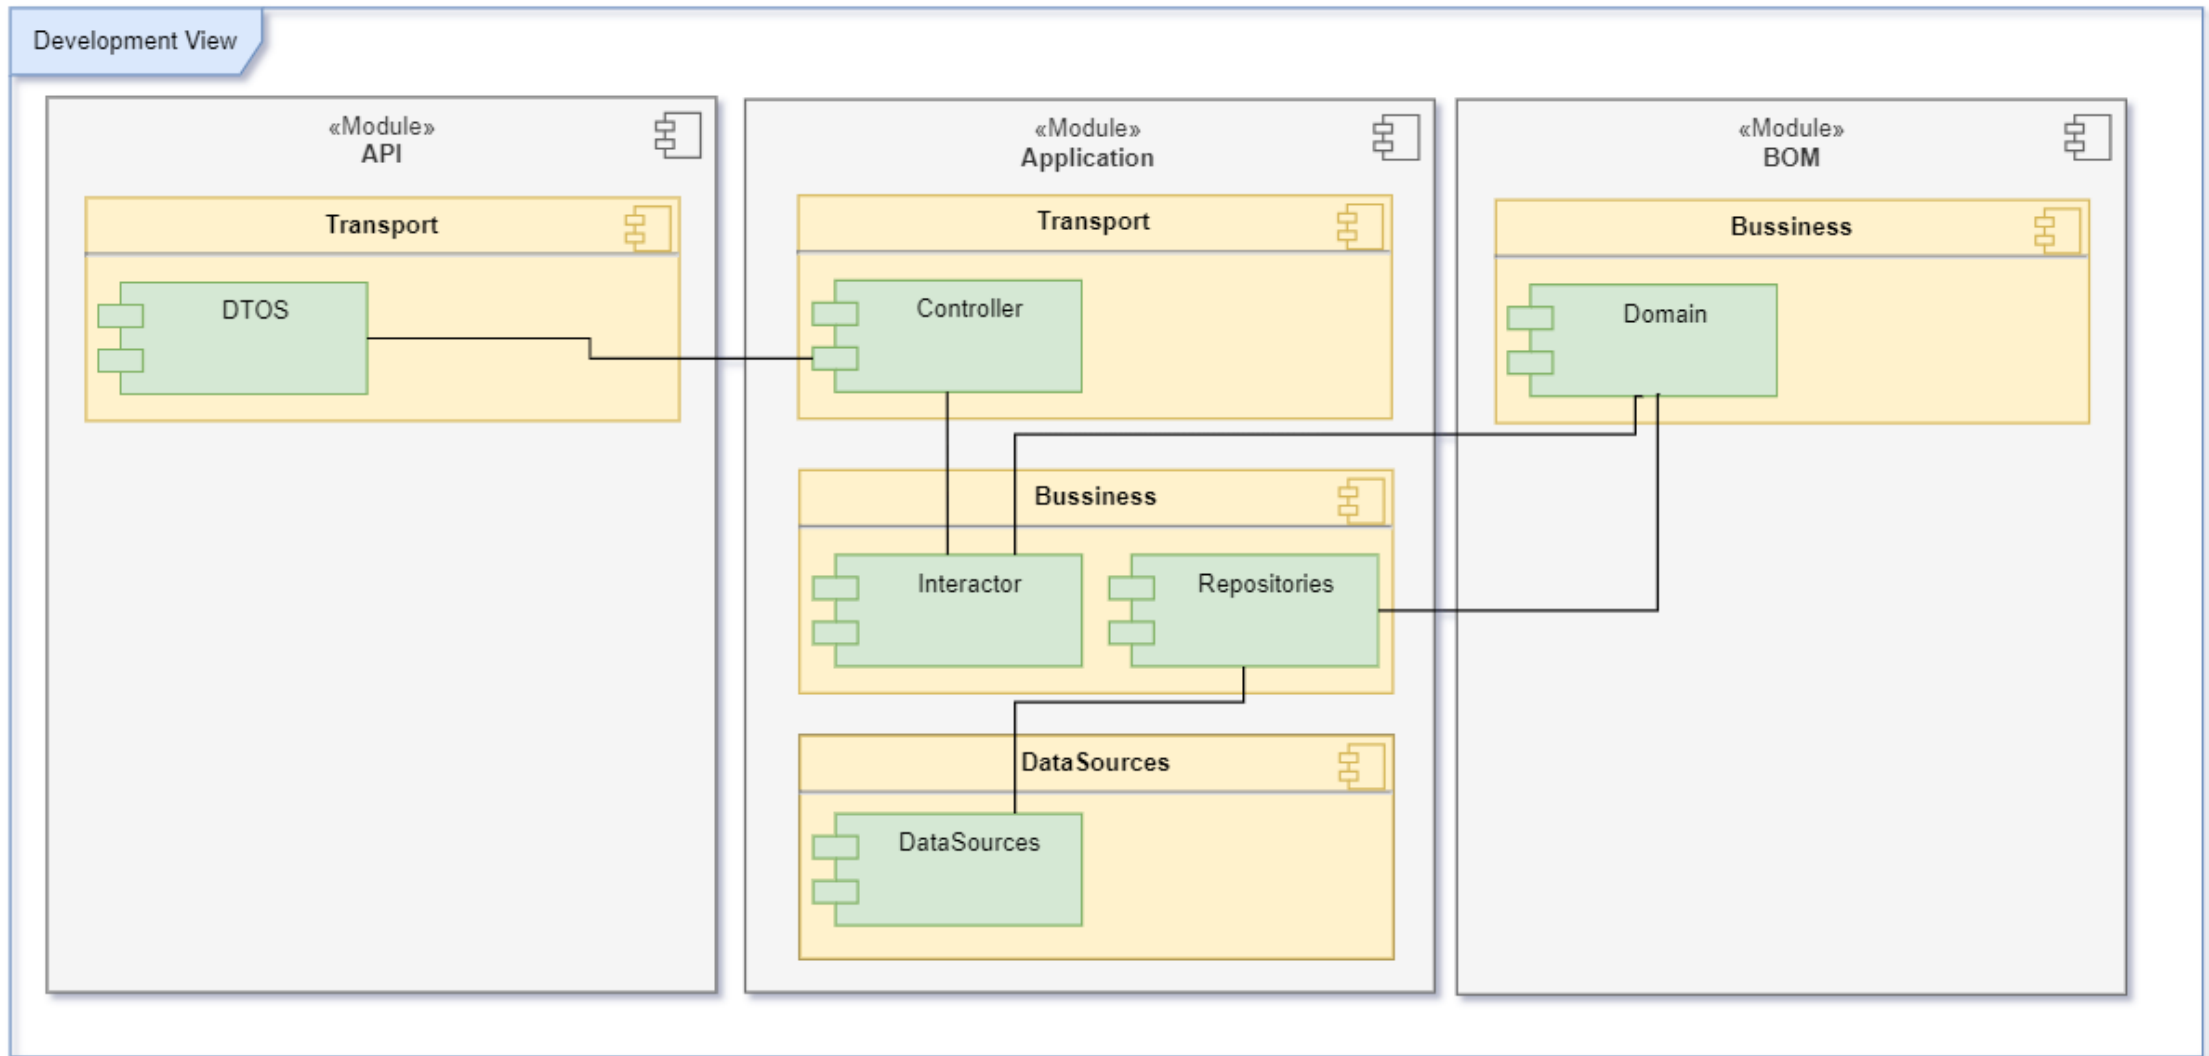 Development View
«Module»
API
Transport
DTOS
«Module»
Application
Transport
Controller
Bussiness
Interactor
Repositories
DataSources
DataSources
«Module»
BOM
Bussiness
Domain